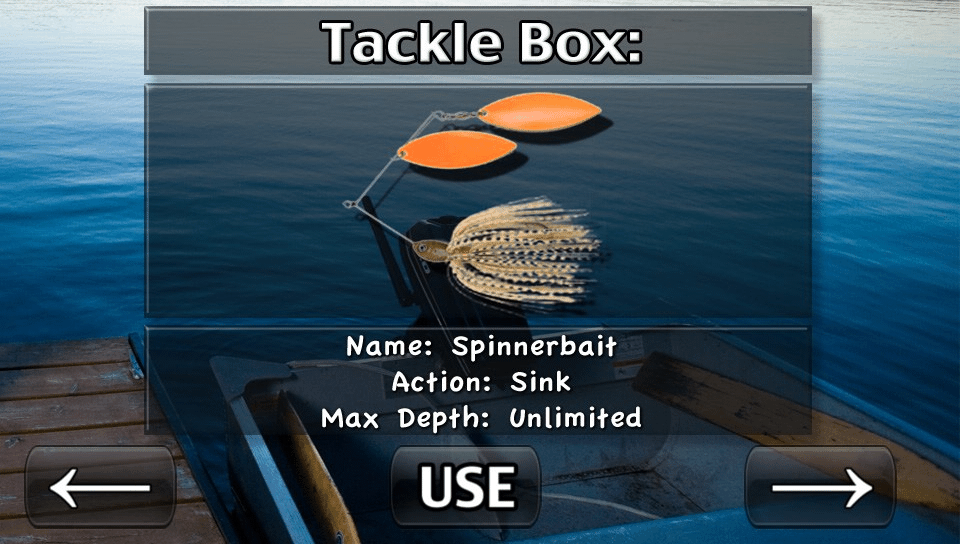 Tackle Box:
Name: Spinnerbait
Action: Sink
Max Depth: Unlimited
USE